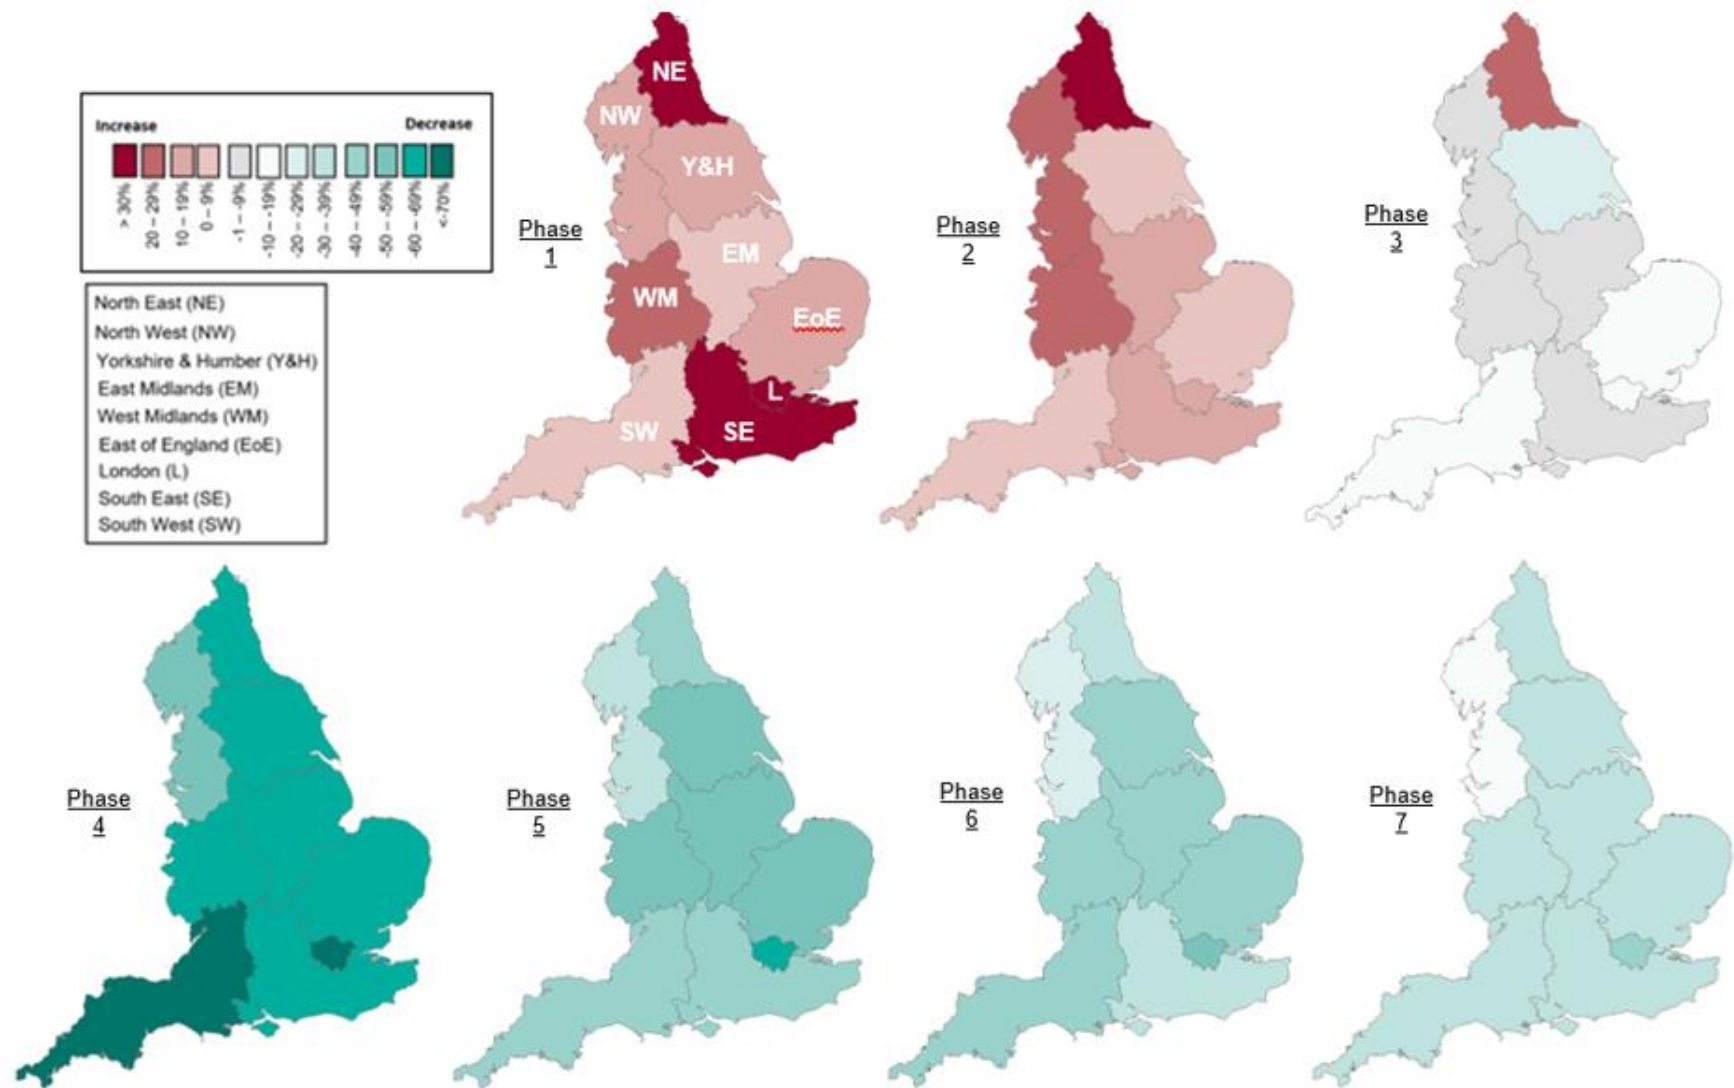 Increase Decrease
> 30%
20 – 29%
10 – 19%
0 – 9%
-1 – -9%
-10 – -19%
-20 – -29%
-30 – -39%
-40 – -49%
-50 – -59%
-60 – -69%
<-70%
North East (NE)
North West (NW)
Yorkshire & Humber (Y&H)
East Midlands (EM)
West Midlands (WM)
East of England (EoE)
London (L)
South East (SE)
South West (SW)
Phase
1
NE
NW
Y&H
EM
WM
EoE
L
SW
SE
Phase
2
Phase
3
Phase
4
Phase
5
Phase
6
Phase
7